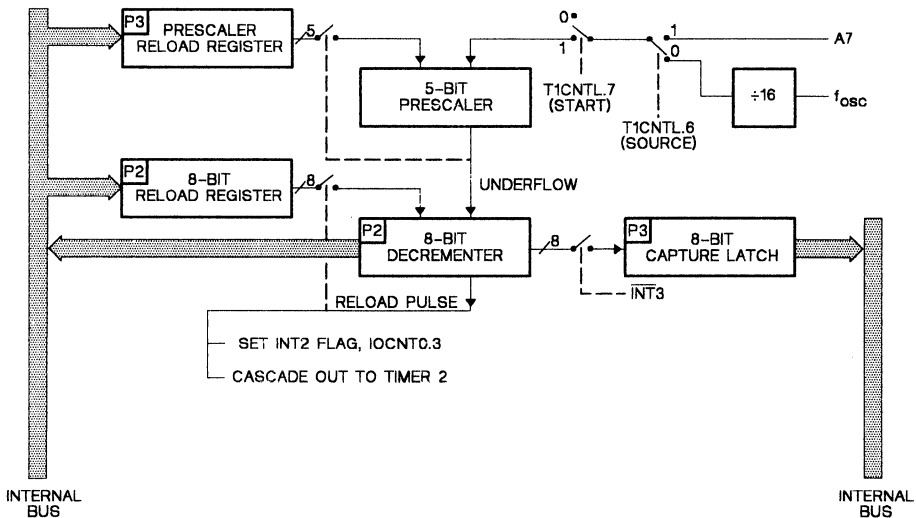 P3
PRESCALER
RELOAD REGISTER
5
0
1
T1CNTL.7
(START)
1
0
T1CNTL.6
(SOURCE)
A7
÷16
fosc
5-BIT
PRESCALER
P2
8-BIT
RELOAD REGISTER
8
UNDERFLOW
P2
8-BIT
DECREMENTER
8
INT3
P3
8-BIT
CAPTURE LATCH
RELOAD PULSE
SET INT2 FLAG, IOCNT0.3
CASCADE OUT TO TIMER 2
INTERNAL
BUS
INTERNAL
BUS